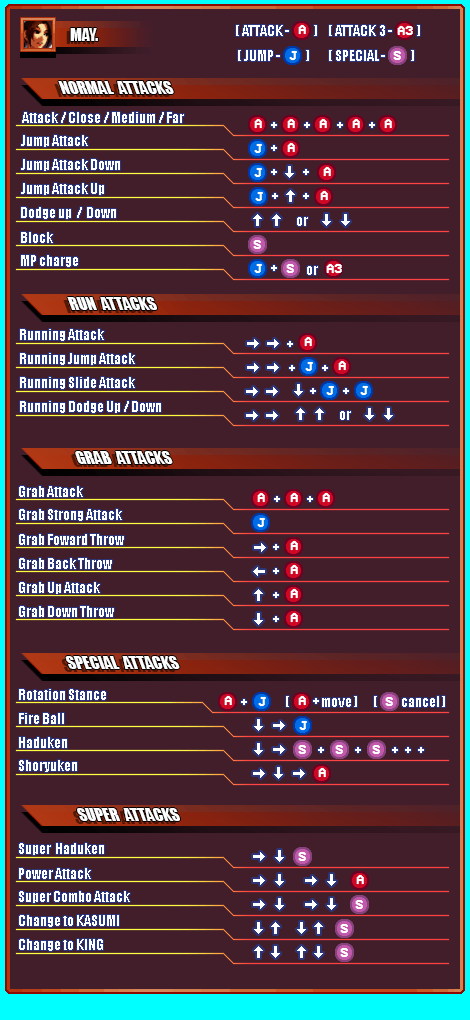 MAY.
[ ATTACK - A ] [ ATTACK 3 - A3 ]
[ JUMP - J ] [ SPECIAL - S ]
NORMAL ATTACKS
Attack / Close / Medium / Far A + A + A + A + A
Jump Attack J + A
Jump Attack Down J + ↓ + A
Jump Attack Up J + ↑ + A
Dodge up / Down ↑ ↑ or ↓ ↓
Block S
MP charge J + S or A3
RUN ATTACKS
Running Attack → → + A
Running Jump Attack → → + J + A
Running Slide Attack → → ↓ + J + J
Running Dodge Up / Down → → ↑ ↑ or ↓ ↓
GRAB ATTACKS
Grab Attack A + A + A
Grab Strong Attack J
Grab Foward Throw → + A
Grab Back Throw ← + A
Grab Up Attack ↑ + A
Grab Down Throw ↓ + A
SPECIAL ATTACKS
Rotation Stance A + J [ A + move ] [ S cancel ]
Fire Ball ↓ → J
Haduken ↓ → S + S + S + + +
Shoryuken → ↓ → A
SUPER ATTACKS
Super Haduken → ↓ S
Power Attack → ↓ → ↓ A
Super Combo Attack → ↓ → ↓ S
Change to KASUMI ↓ ↑ ↓ ↑ S
Change to KING ↑ ↓ ↑ ↓ S